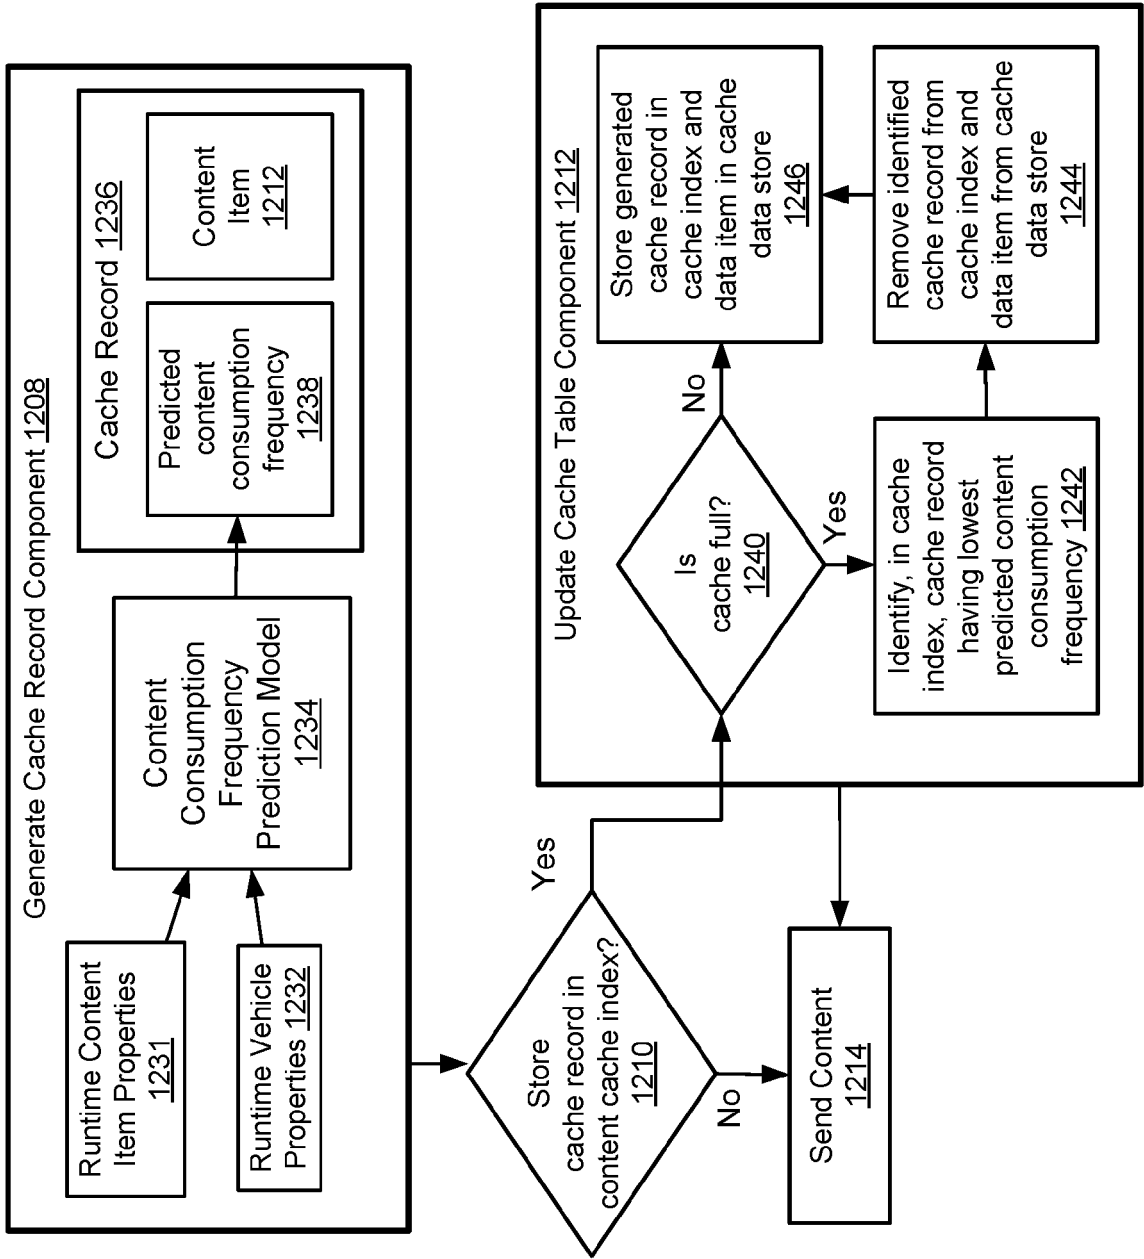 Generate Cache Record Component 1208
Runtime Content
Item Properties
1231
Runtime Vehicle
Properties 1232
Content
Consumption
Frequency
Prediction Model
1234
Cache Record 1236
Predicted
content
consumption
frequency
1238
Content
Item
1212
Store
cache record in
content cache index?
1210
Yes
No
Send Content
1214
Update Cache Table Component 1212
Is
cache full?
1240
No
Yes
Store generated
cache record in
cache index and
data item in cache
data store
1246
Identify, in cache
index, cache record
having lowest
predicted content
consumption
frequency 1242
Remove identified
cache record from
cache index and
data item from cache
data store
1244